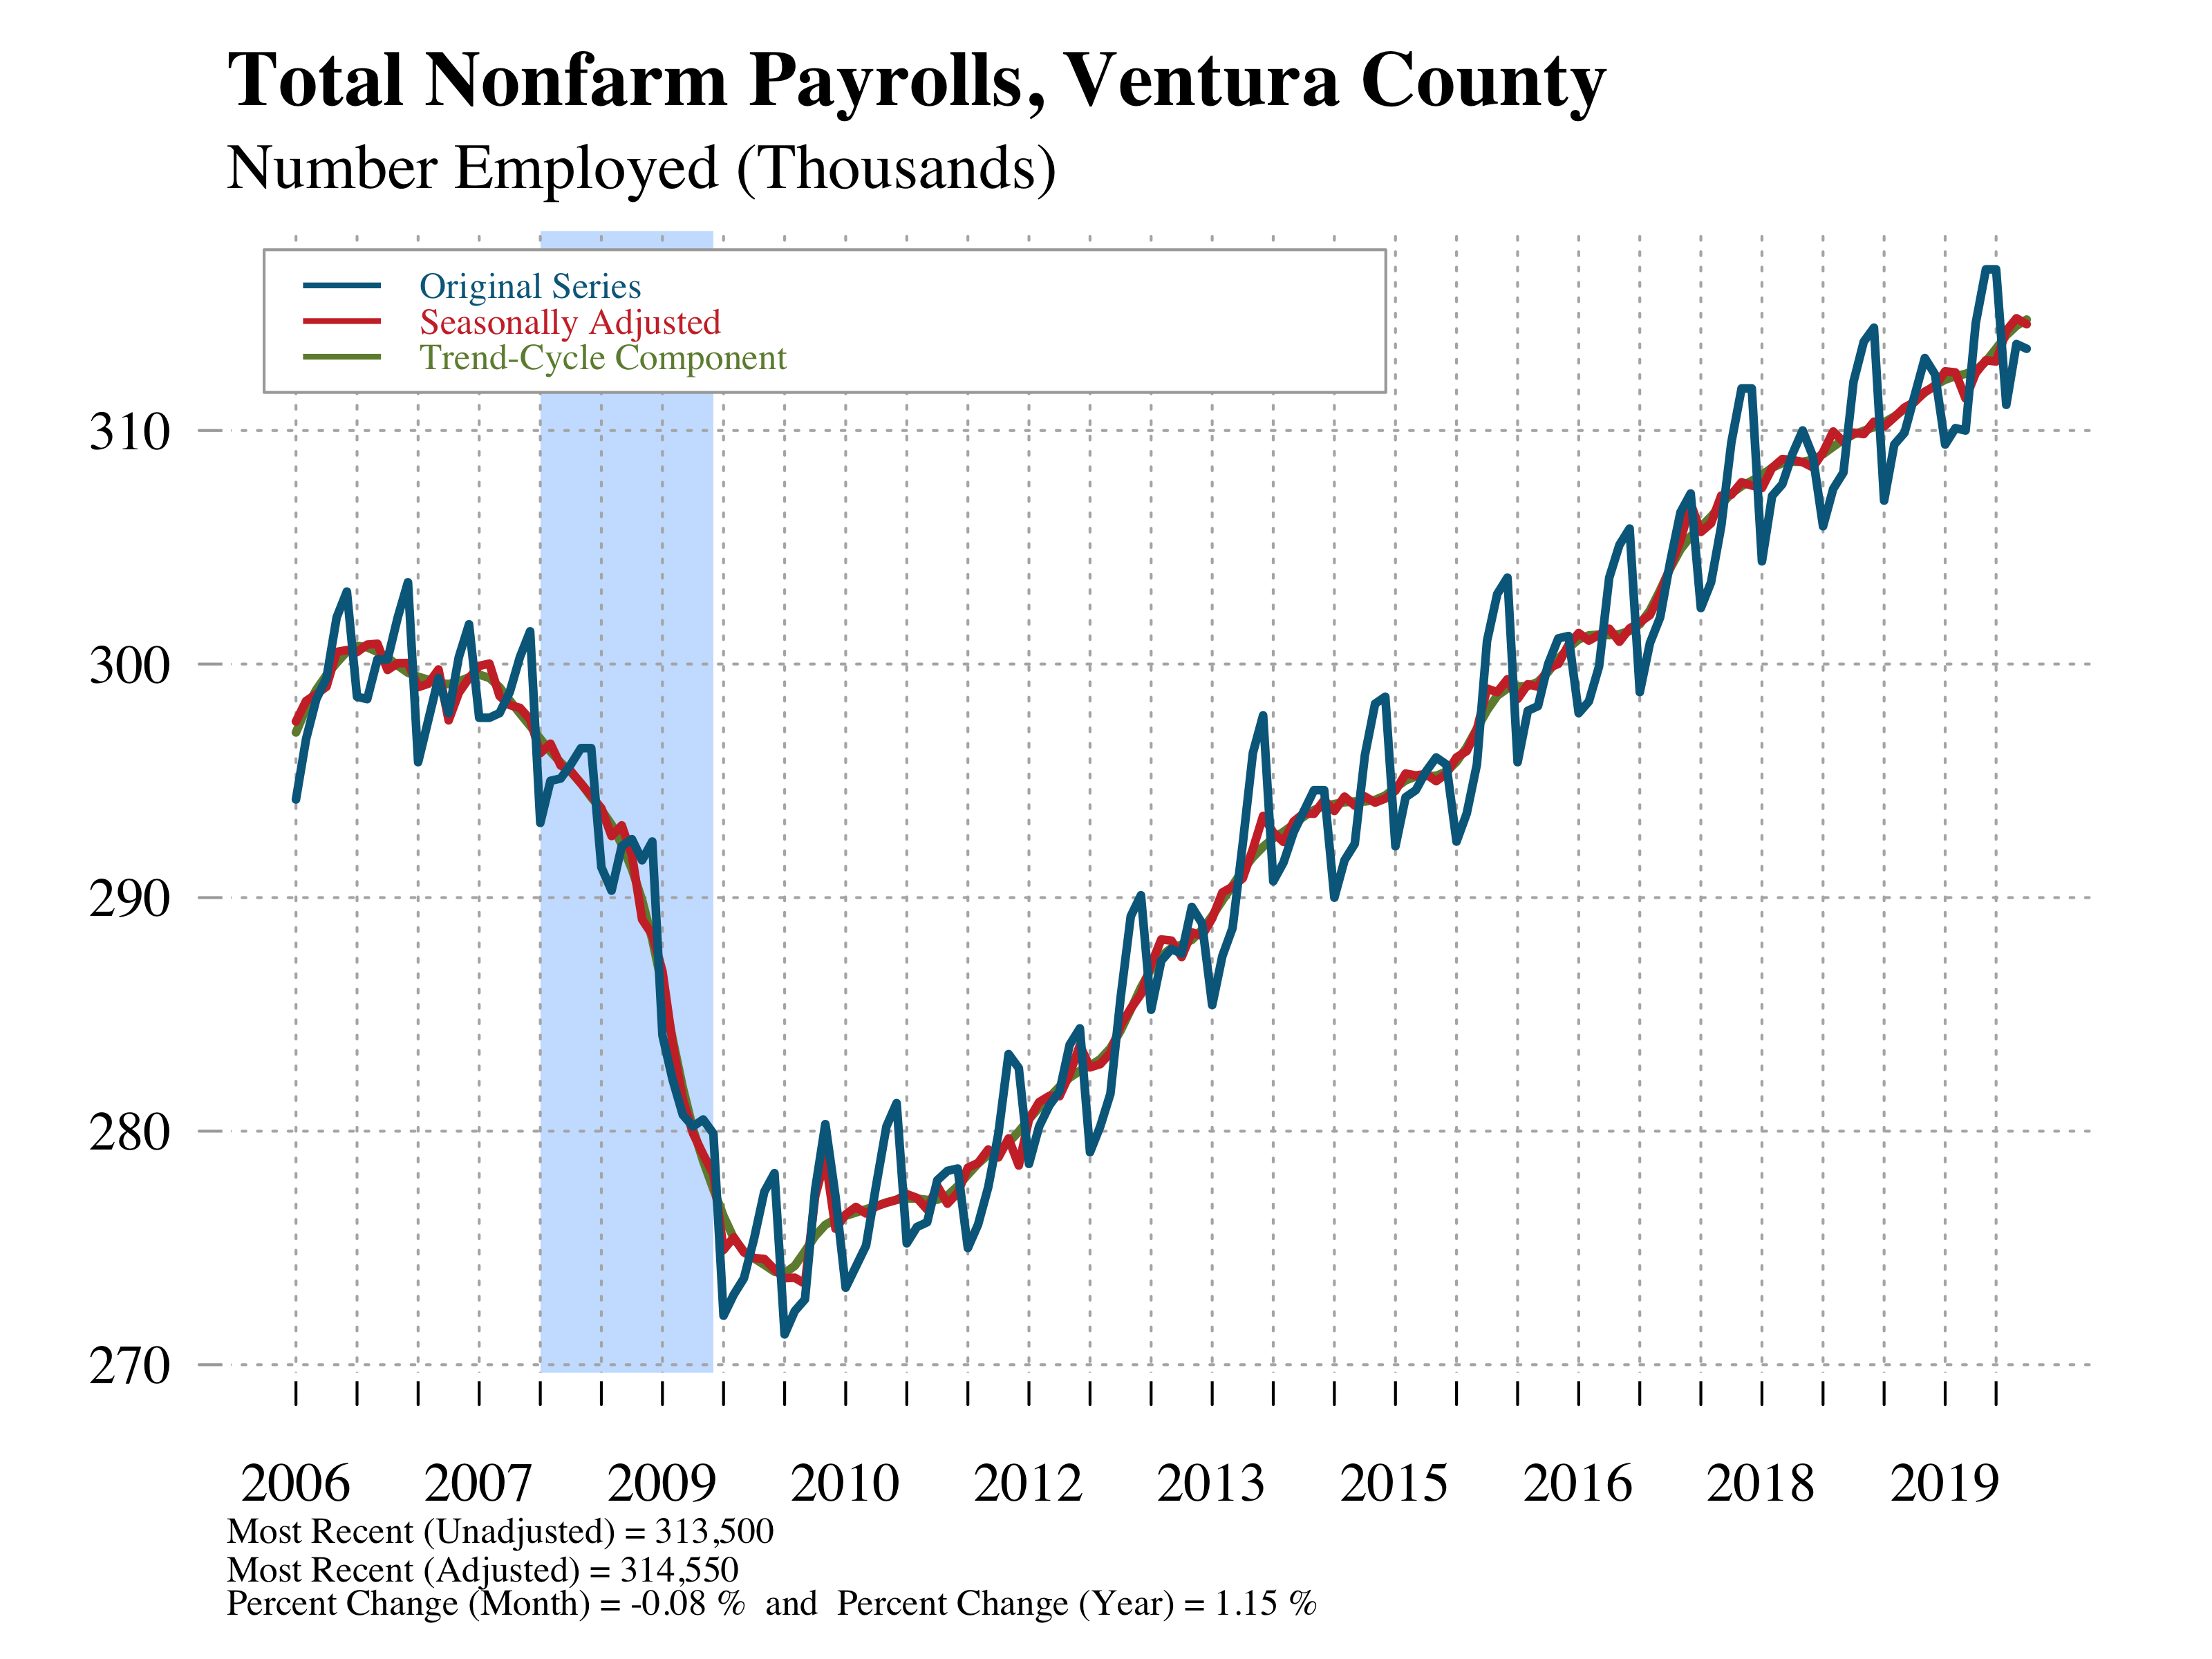 Total Nonfarm Payrolls, Ventura County
Number Employed (Thousands)
Original Series
Seasonally Adjusted
Trend-Cycle Component
310
300
290
280
270
2006 2007 2009 2010 2012 2013 2015 2016 2018 2019
Most Recent (Unadjusted) = 313,500
Most Recent (Adjusted) = 314,550
Percent Change (Month) = -0.08 % and Percent Change (Year) = 1.15 %